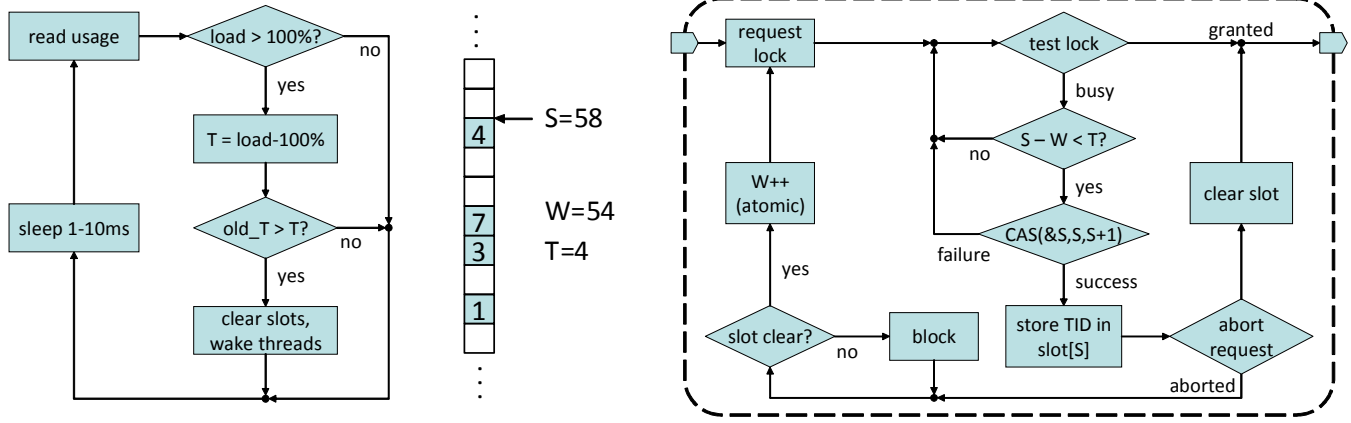 read usage
load > 100%?
no
yes
T = load-100%
old_T > T?
no
yes
sleep 1-10ms
clear slots,
wake threads
4
7
3
1
S=58
W=54
T=4
request
lock
test lock
granted
busy
S – W < T?
no
yes
W++
(atomic)
clear slot
CAS(&S,S,S+1)
failure
success
yes
slot clear?
no
block
store TID in
slot[S]
abort
request
aborted